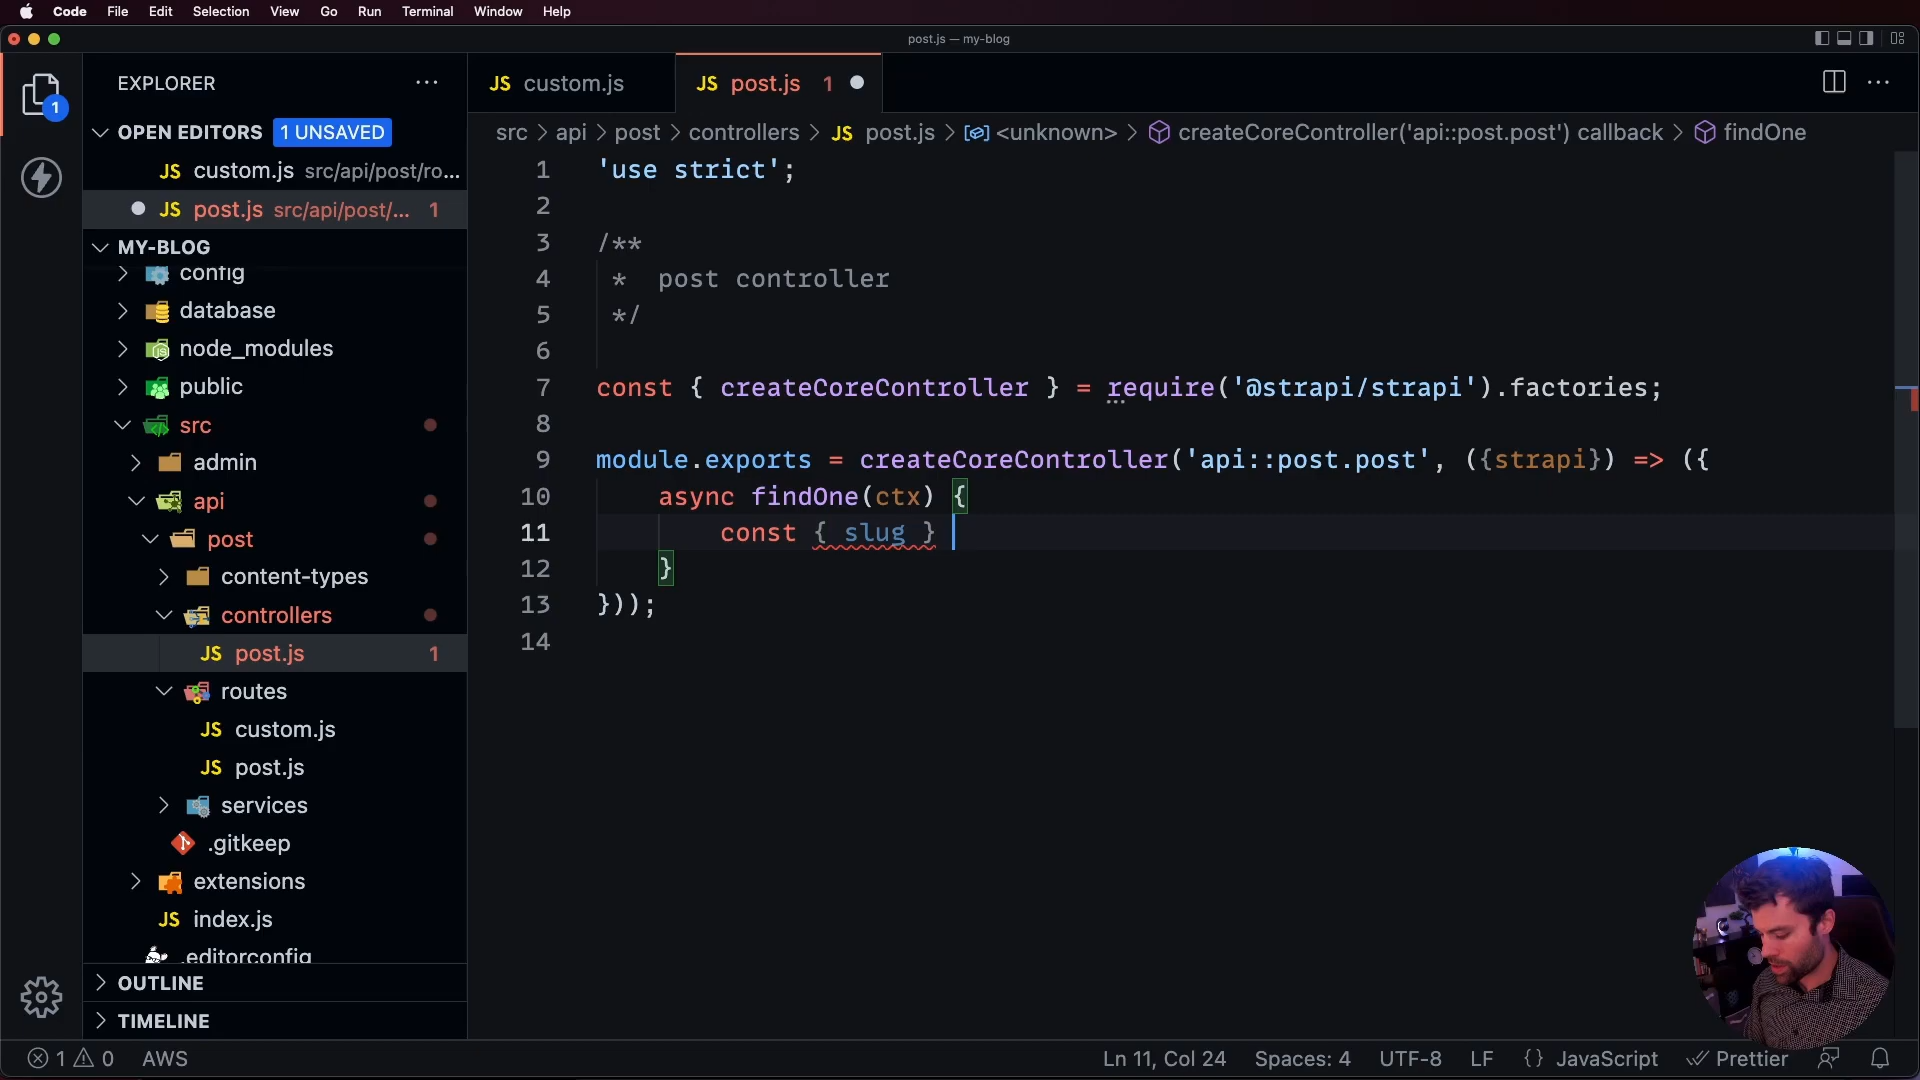 Code File Edit Selection View Go Run Terminal Window Help
post.js — my-blog
EXPLORER ···
JS custom.js
JS post.js 1
OPEN EDITORS 1 UNSAVED
JS custom.js src/api/post/ro...
JS post.js src/api/post/... 1
MY-BLOG
config
database
node_modules
public
src
admin
api
post
content-types
controllers
JS post.js 1
routes
JS custom.js
JS post.js
services
.gitkeep
extensions
JS index.js
.editorconfig
OUTLINE
TIMELINE
1
src > api > post > controllers > JS post.js > <unknown> > createCoreController('api::post.post') callback > findOne
1 'use strict';
2
3 /**
4 * post controller
5 */
6
7 const { createCoreController } = require('@strapi/strapi').factories;
8
9 module.exports = createCoreController('api::post.post', ({strapi}) => ({
10 async findOne(ctx) {
11 const { slug }
12 }
13 }));
14
1 0 AWS
Ln 11, Col 24 Spaces: 4 UTF-8 LF {} JavaScript Prettier